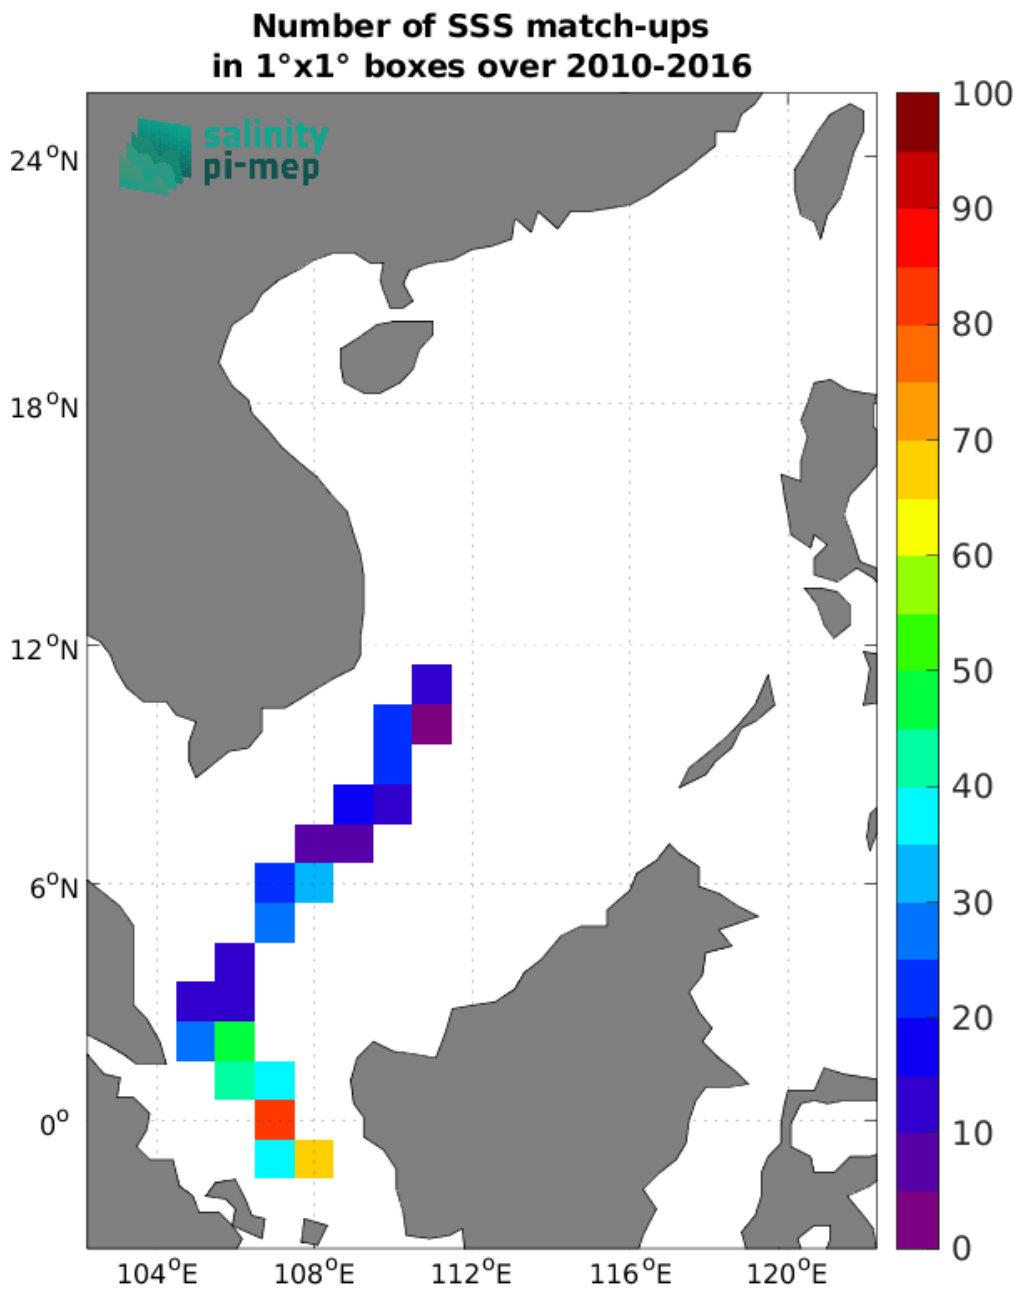 Number of SSS match-ups
in 1°x1° boxes over 2010-2016
salinity
pi-mep
24°N
18°N
12°N
6°N
0°
104°E
108°E
112°E
116°E
120°E
100
90
80
70
60
50
40
30
20
10
0